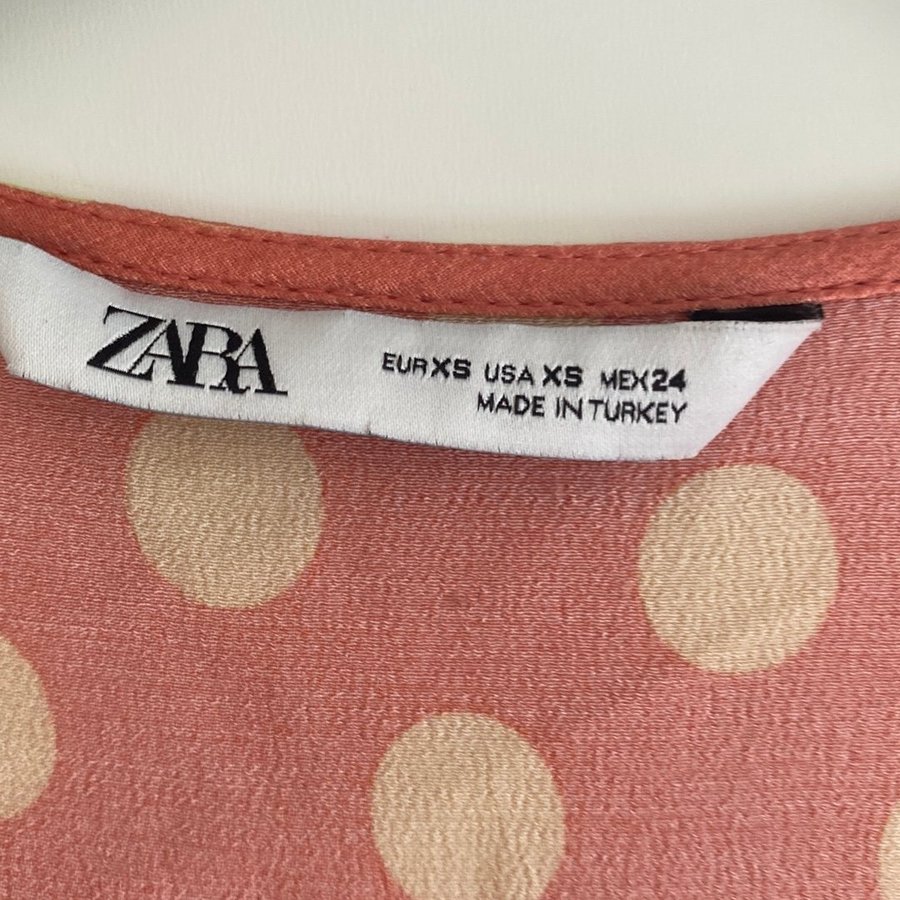 ZARA
EUR XS USA XS MEX 24
MADE IN TURKEY